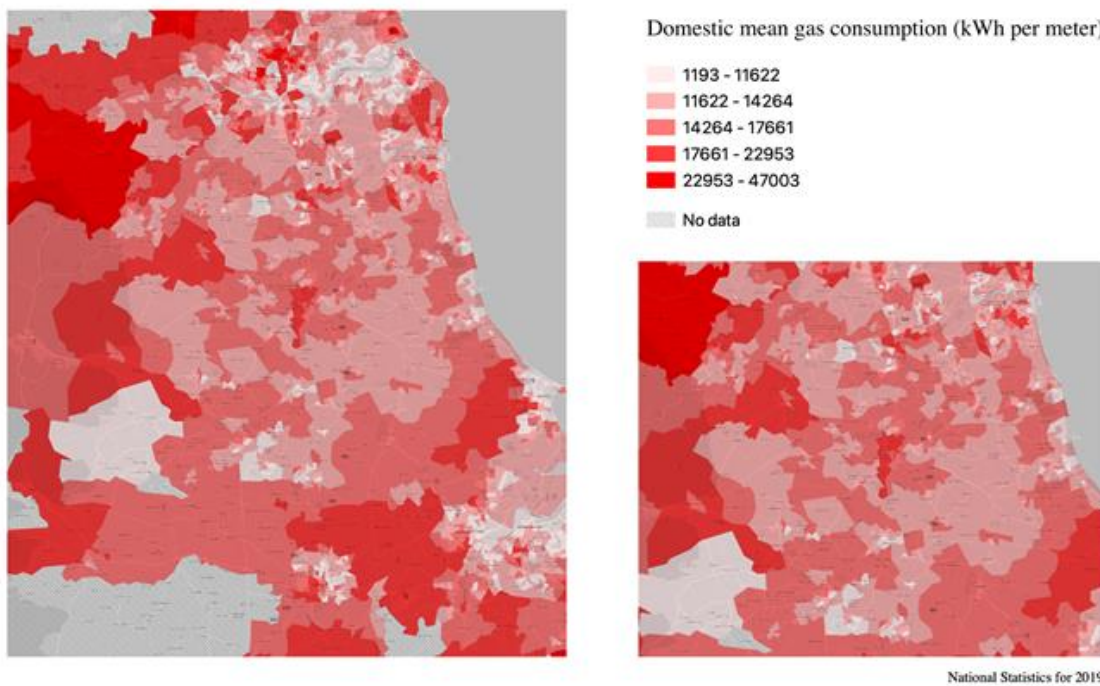 Domestic mean gas consumption (kWh per meter)
1193 - 11622
11622 - 14264
14264 - 17661
17661 - 22953
22953 - 47003
No data
National Statistics for 2019